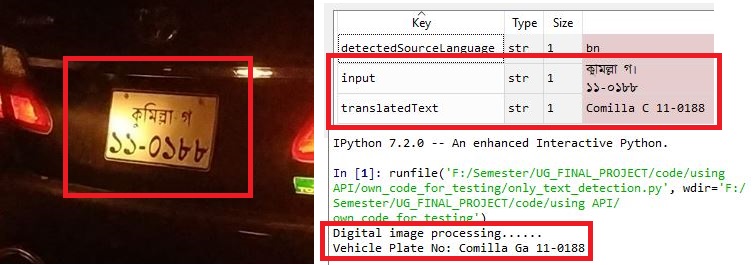 কুমিল্লা গ
১১-০১৮৮
Key Type Size
detectedSourceLanguage str 1 bn
input str 1 কুমিল্লা গ।
১১-০১৮৮
translatedText str 1 Comilla C 11-0188
IPython 7.2.0 -- An enhanced Interactive Python.
In [1]: runfile('F:/Semester/UG_FINAL_PROJECT/code/using
API/own_code_for_testing/only_text_detection.py', wdir='F:/
Semester/UG_FINAL_PROJECT/code/using API/
own_code_for_testing')
Digital image processing......
Vehicle Plate No: Comilla Ga 11-0188